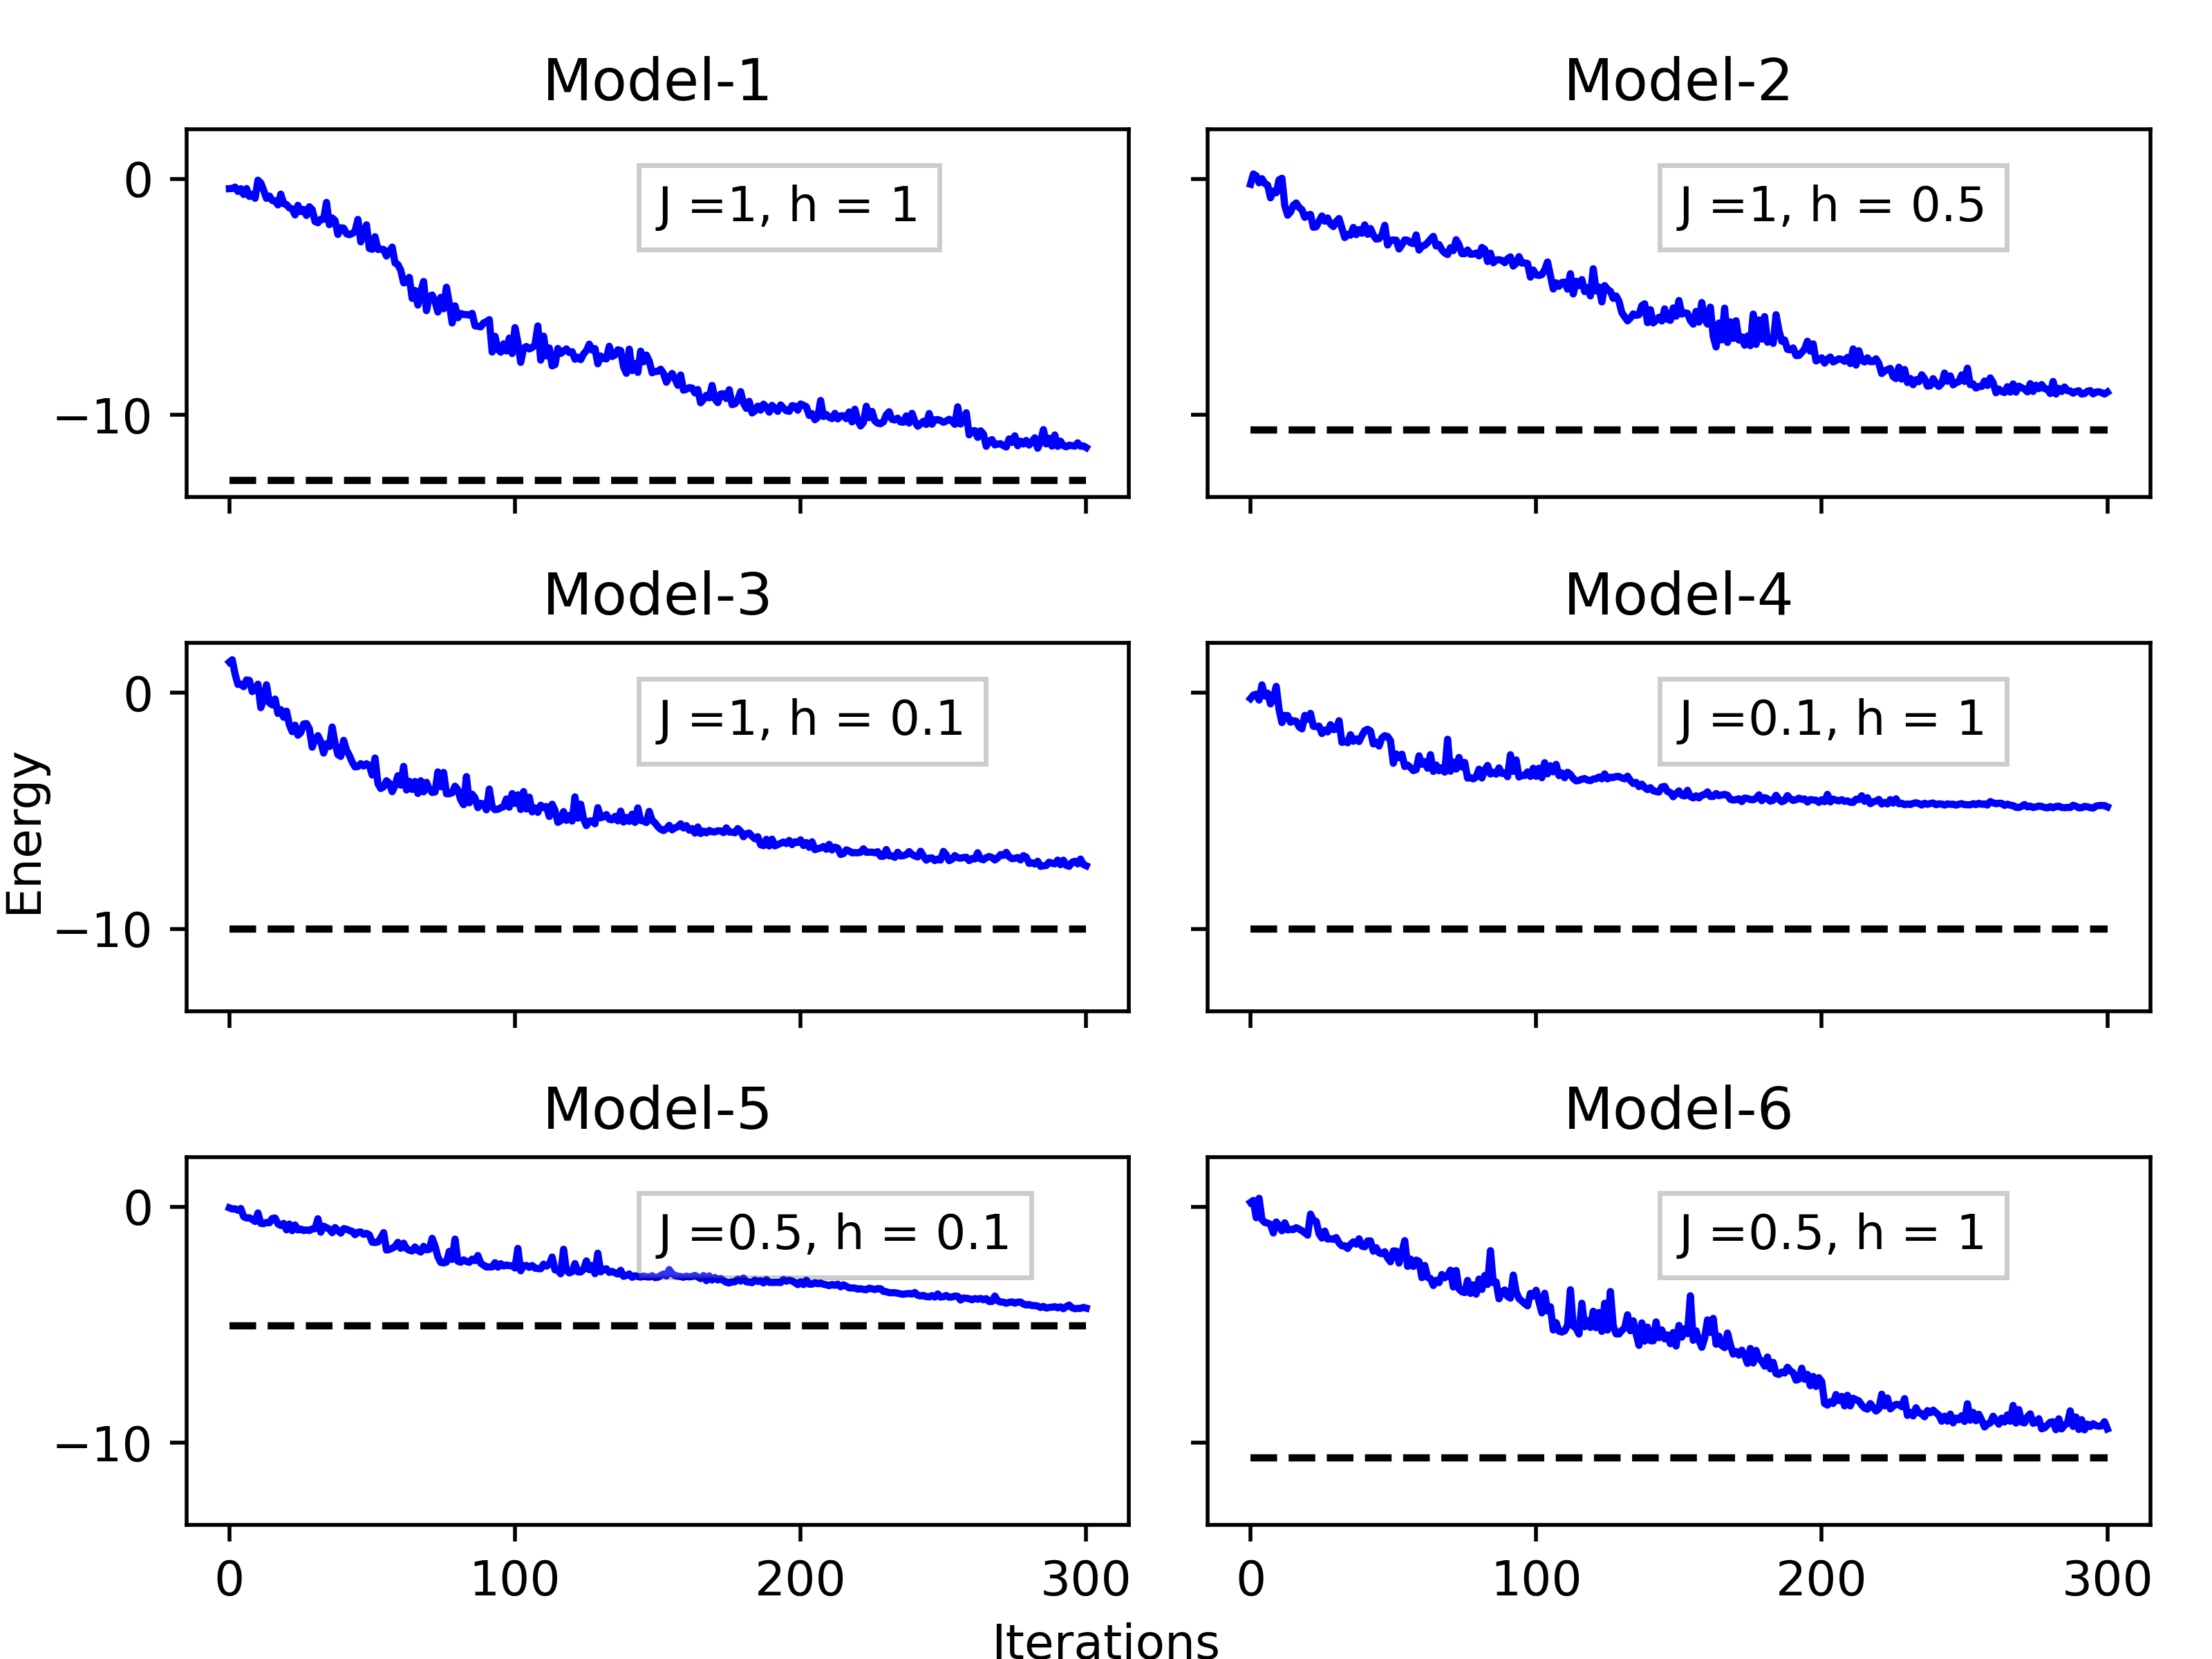 Model-1
Model-2
0
−10
J =1, h = 1
J =1, h = 0.5
Model-3
Model-4
Energy
0
−10
J =1, h = 0.1
J =0.1, h = 1
Model-5
Model-6
0
−10
J =0.5, h = 0.1
J =0.5, h = 1
0 100 200 300
0 100 200 300
Iterations